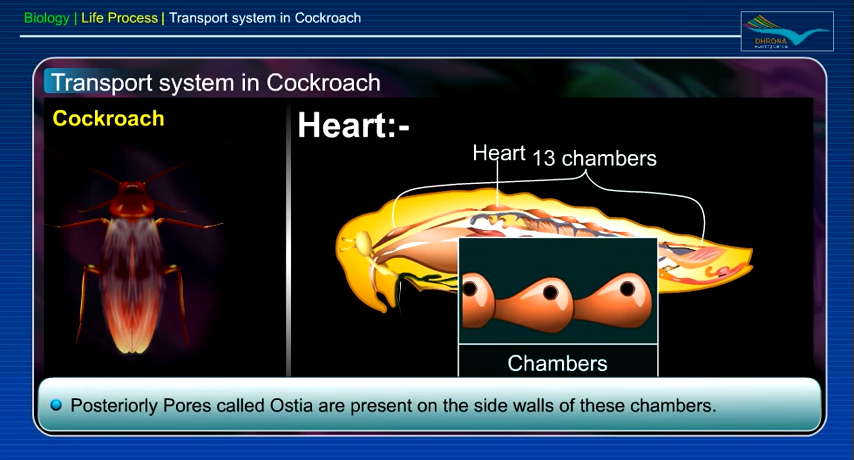 Biology | Life Process | Transport system in Cockroach
DHRONA
Transport system in Cockroach
Cockroach
Heart:-
Heart 13 chambers
Chambers
Posteriorly Pores called Ostia are present on the side walls of these chambers.